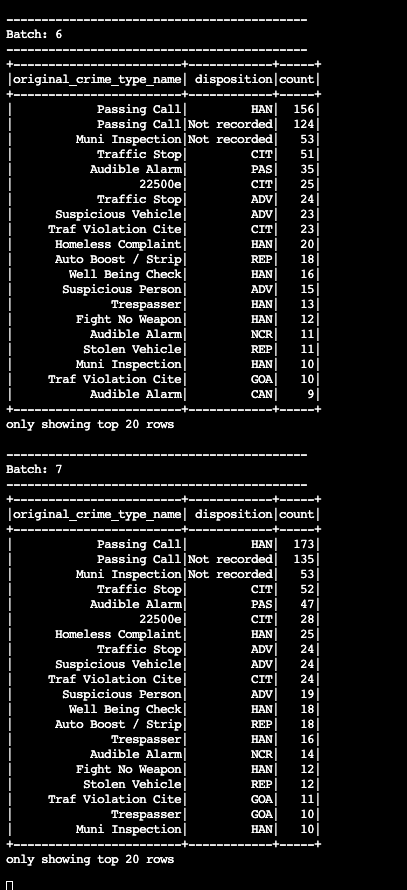 ---------------------------------------
Batch: 6
---------------------------------------
+------------------------+------------+-----+
|original_crime_type_name| disposition|count|
+------------------------+------------+-----+
|            Passing Call|         HAN|  156|
|            Passing Call|Not recorded|  124|
|         Muni Inspection|Not recorded|   53|
|            Traffic Stop|         CIT|   51|
|           Audible Alarm|         PAS|   35|
|                  22500e|         CIT|   25|
|            Traffic Stop|         ADV|   24|
|      Suspicious Vehicle|         ADV|   23|
|     Traf Violation Cite|         CIT|   23|
|      Homeless Complaint|         HAN|   20|
|      Auto Boost / Strip|         REP|   18|
|        Well Being Check|         HAN|   16|
|       Suspicious Person|         ADV|   15|
|              Trespasser|         HAN|   13|
|         Fight No Weapon|         HAN|   12|
|           Audible Alarm|         NCR|   11|
|          Stolen Vehicle|         REP|   11|
|         Muni Inspection|         HAN|   10|
|     Traf Violation Cite|         GOA|   10|
|           Audible Alarm|         CAN|    9|
+------------------------+------------+-----+
only showing top 20 rows
---------------------------------------
Batch: 7
---------------------------------------
+------------------------+------------+-----+
|original_crime_type_name| disposition|count|
+------------------------+------------+-----+
|            Passing Call|         HAN|  173|
|            Passing Call|Not recorded|  135|
|         Muni Inspection|Not recorded|   53|
|            Traffic Stop|         CIT|   52|
|           Audible Alarm|         PAS|   47|
|                  22500e|         CIT|   28|
|      Homeless Complaint|         HAN|   25|
|            Traffic Stop|         ADV|   24|
|      Suspicious Vehicle|         ADV|   24|
|     Traf Violation Cite|         CIT|   24|
|       Suspicious Person|         ADV|   19|
|        Well Being Check|         HAN|   18|
|      Auto Boost / Strip|         REP|   18|
|              Trespasser|         HAN|   16|
|           Audible Alarm|         NCR|   14|
|         Fight No Weapon|         HAN|   12|
|          Stolen Vehicle|         REP|   12|
|     Traf Violation Cite|         GOA|   11|
|              Trespasser|         GOA|   10|
|         Muni Inspection|         HAN|   10|
+------------------------+------------+-----+
only showing top 20 rows